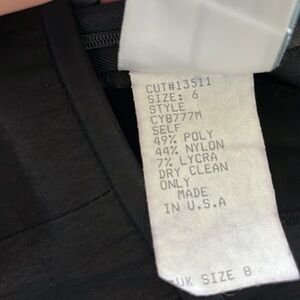 CUT#13511
SIZE: 6
STYLE
CY8777M
SELF
49% POLY
44% NYLON
7% LYCRA
DRY CLEAN
ONLY
MADE
IN U.S.A
UK SIZE 8